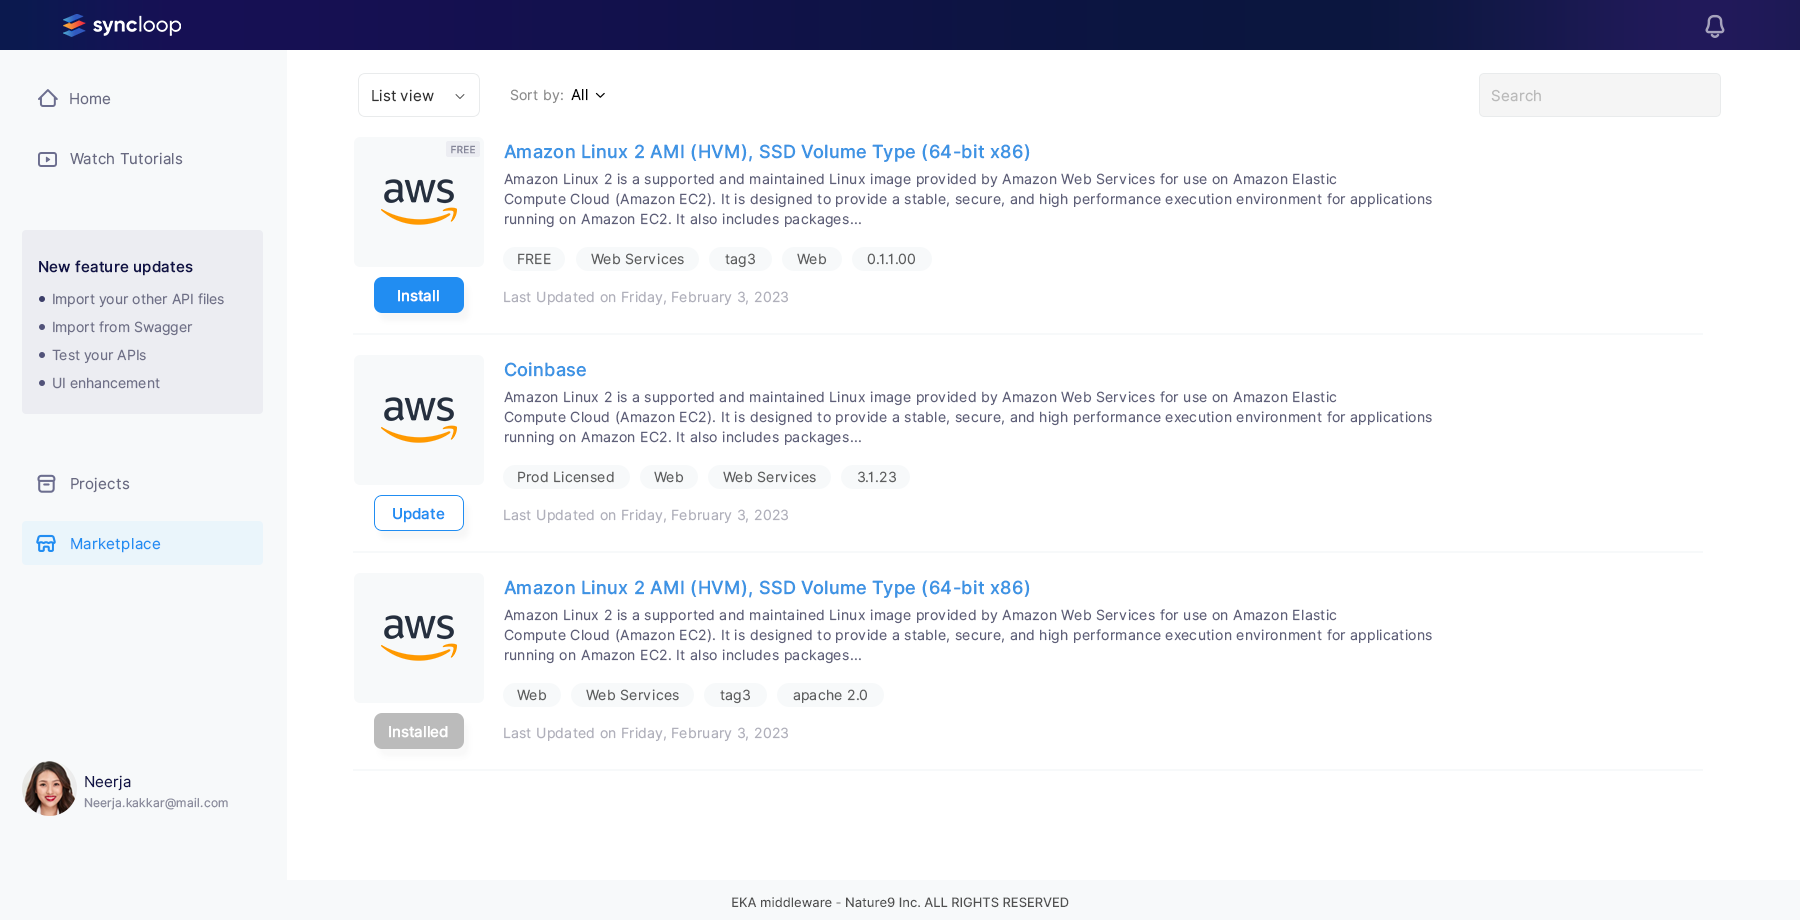 syncloop
Home
Watch Tutorials
New feature updates
Import your other API files
Import from Swagger
Test your APIs
UI enhancement
Projects
Marketplace
Neerja
Neerja.kakkar@mail.com
List view
Sort by: All
Search
FREE
aws
Install
Amazon Linux 2 AMI (HVM), SSD Volume Type (64-bit x86)
Amazon Linux 2 is a supported and maintained Linux image provided by Amazon Web Services for use on Amazon Elastic
Compute Cloud (Amazon EC2). It is designed to provide a stable, secure, and high performance execution environment for applications
running on Amazon EC2. It also includes packages...
FREE Web Services tag3 Web 0.1.1.00
Last Updated on Friday, February 3, 2023
aws
Update
Coinbase
Amazon Linux 2 is a supported and maintained Linux image provided by Amazon Web Services for use on Amazon Elastic
Compute Cloud (Amazon EC2). It is designed to provide a stable, secure, and high performance execution environment for applications
running on Amazon EC2. It also includes packages...
Prod Licensed Web Web Services 3.1.23
Last Updated on Friday, February 3, 2023
aws
Installed
Amazon Linux 2 AMI (HVM), SSD Volume Type (64-bit x86)
Amazon Linux 2 is a supported and maintained Linux image provided by Amazon Web Services for use on Amazon Elastic
Compute Cloud (Amazon EC2). It is designed to provide a stable, secure, and high performance execution environment for applications
running on Amazon EC2. It also includes packages...
Web Web Services tag3 apache 2.0
Last Updated on Friday, February 3, 2023
EKA middleware - Nature9 Inc. ALL RIGHTS RESERVED